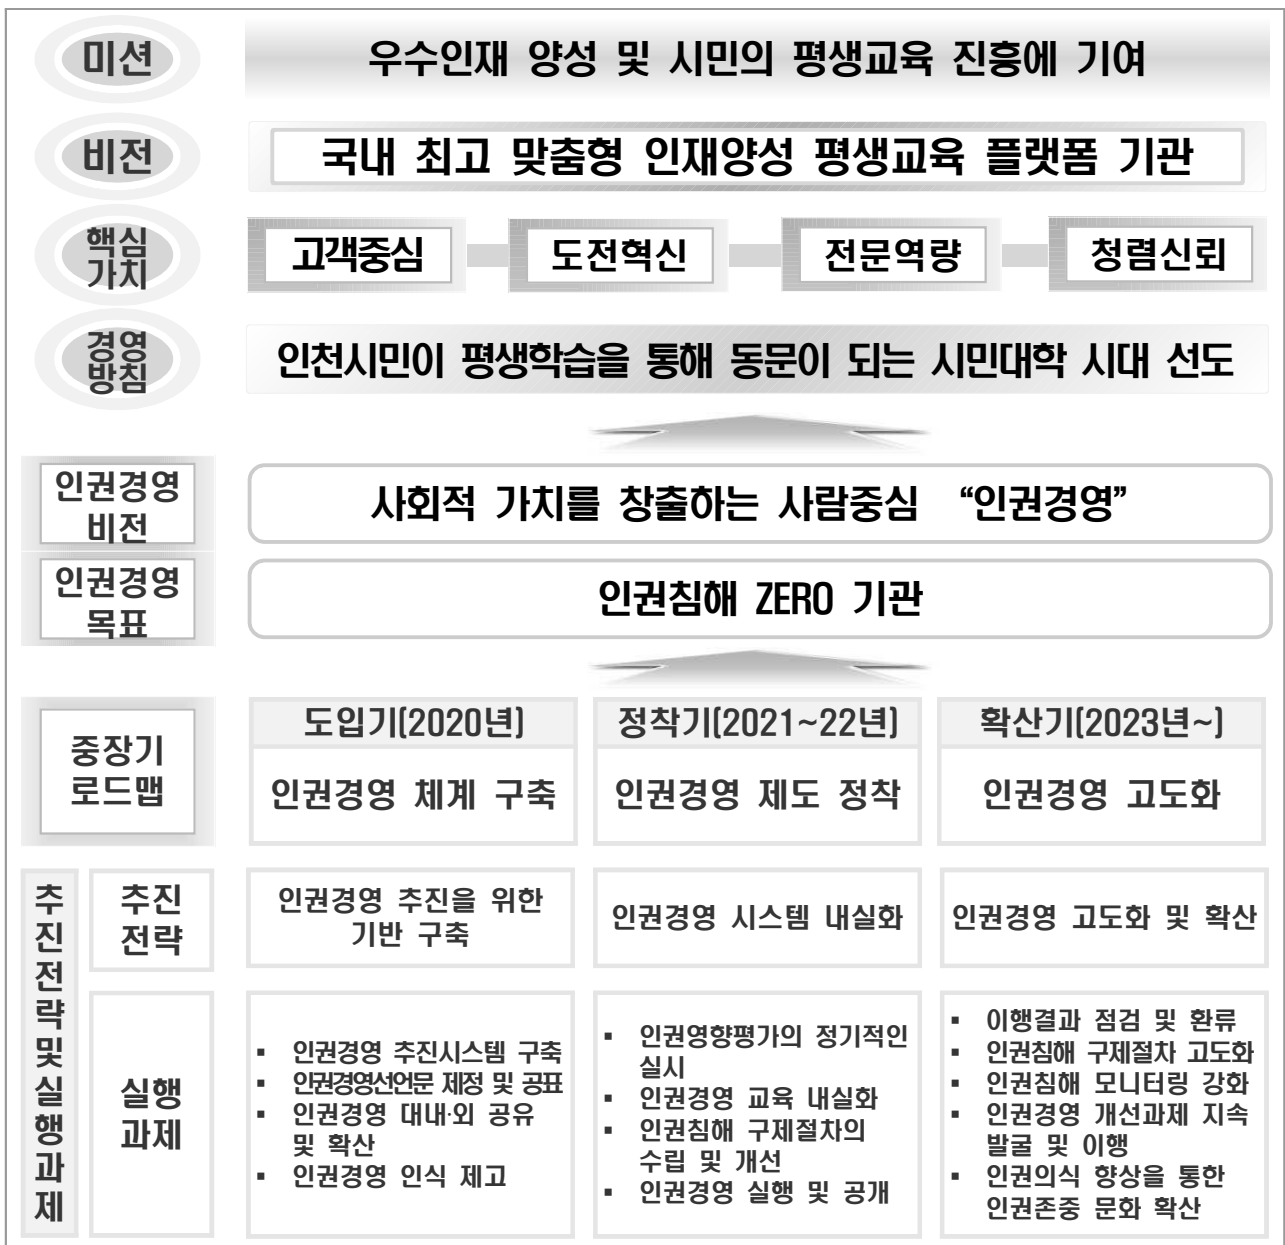 미션
우수인재 양성 및 시민의 평생교육 진흥에 기여
비전
국내 최고 맞춤형 인재양성 평생교육 플랫폼 기관
핵심
가치
고객중심
도전혁신
전문역량
청렴신뢰
경영
방침
인천시민이 평생학습을 통해 동문이 되는 시민대학 시대 선도
인권경영
비전
사회적 가치를 창출하는 사람중심 “인권경영”
인권경영
목표
인권침해 ZERO 기관
중장기
로드맵
도입기(2020년)
인권경영 체계 구축
정착기(2021~22년)
인권경영 제도 정착
확산기(2023년~)
인권경영 고도화
추진전략및실행과제
추진
전략
인권경영 추진을 위한
기반 구축
인권경영 시스템 내실화
인권경영 고도화 및 확산
실행
과제
▪ 인권경영 추진시스템 구축
▪ 인권경영선언문 제정 및 공표
▪ 인권경영 대내·외 공유
및 확산
▪ 인권경영 인식 제고
▪ 인권영향평가의 정기적인
실시
▪ 인권경영 교육 내실화
▪ 인권침해 구제절차의
수립 및 개선
▪ 인권경영 실행 및 공개
▪ 이행결과 점검 및 환류
▪ 인권침해 구제절차 고도화
▪ 인권침해 모니터링 강화
▪ 인권경영 개선과제 지속
발굴 및 이행
▪ 인권의식 향상을 통한
인권존중 문화 확산